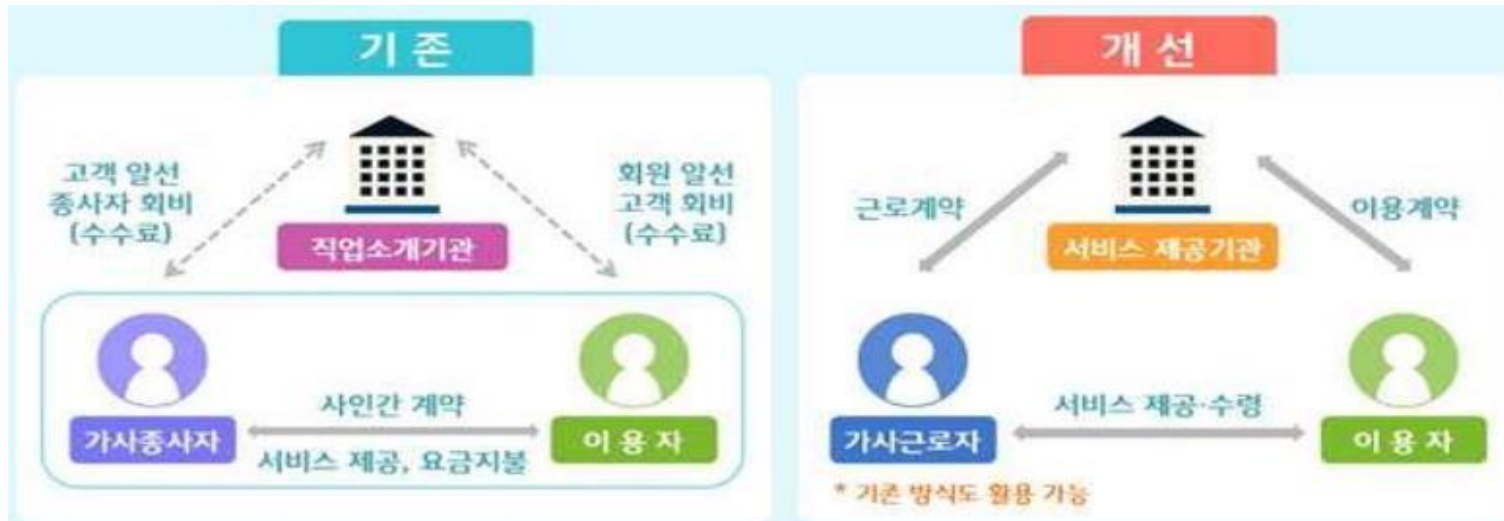 기 존
고객 알선
종사자 회비
(수수료)
회원 알선
고객 회비
(수수료)
직업소개기관
사인간 계약
가사종사자
이 용 자
서비스 제공, 요금지불
개 선
근로계약
이용계약
서비스 제공기관
서비스 제공·수령
가사근로자
이 용 자
* 기존 방식도 활용 가능